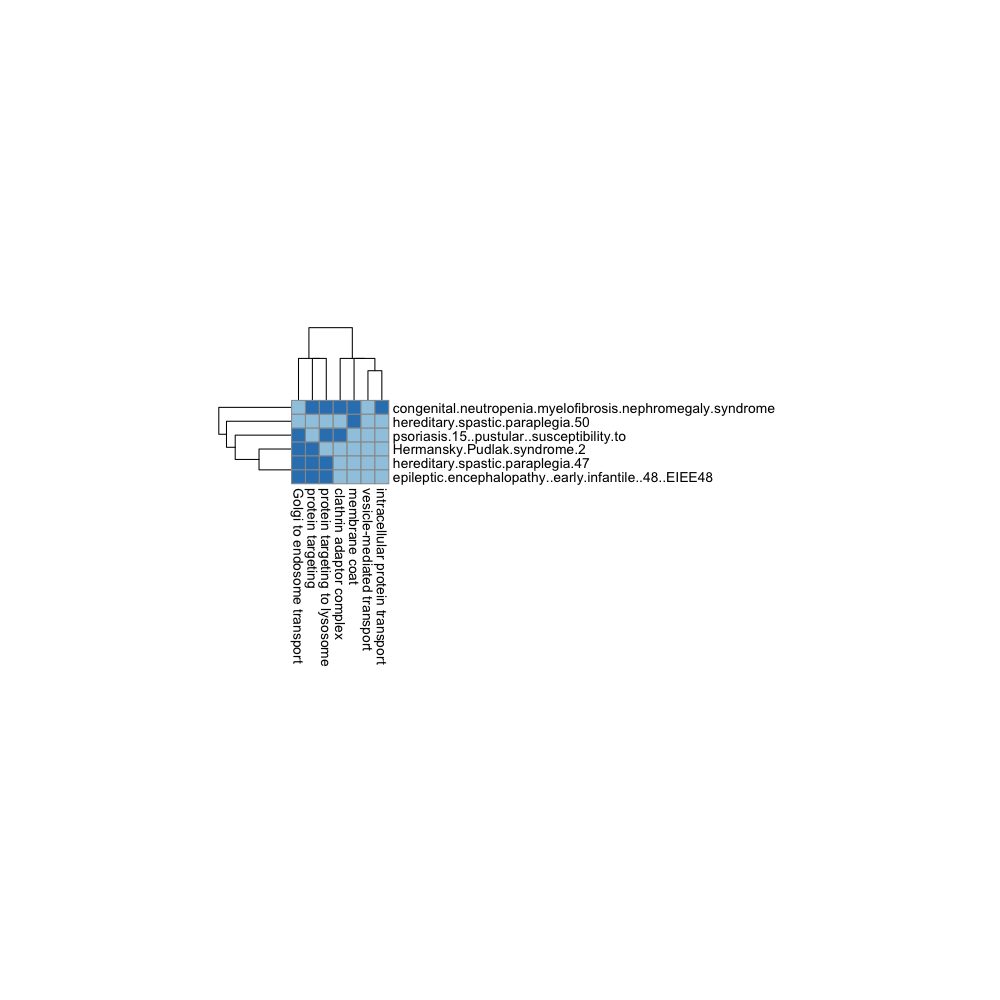 congenital.neutropenia.myelofibrosis.nephromegaly.syndrome
hereditary.spastic.paraplegia.50
psoriasis.15..pustular..susceptibility.to
Hermansky.Pudlak.syndrome.2
hereditary.spastic.paraplegia.47
epileptic.encephalopathy..early.infantile..48..EIEE48
Golgi to endosome transport
protein targeting
protein targeting to lysosome
clathrin adaptor complex
membrane coat
vesicle-mediated transport
intracellular protein transport